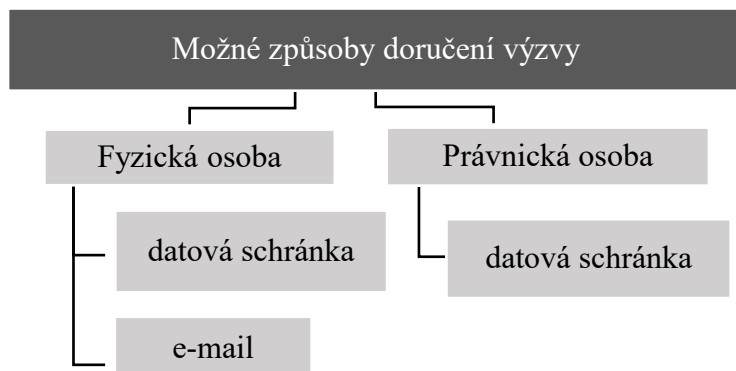 Možné způsoby doručení výzvy
Fyzická osoba
datová schránka
e-mail
Právnická osoba
datová schránka